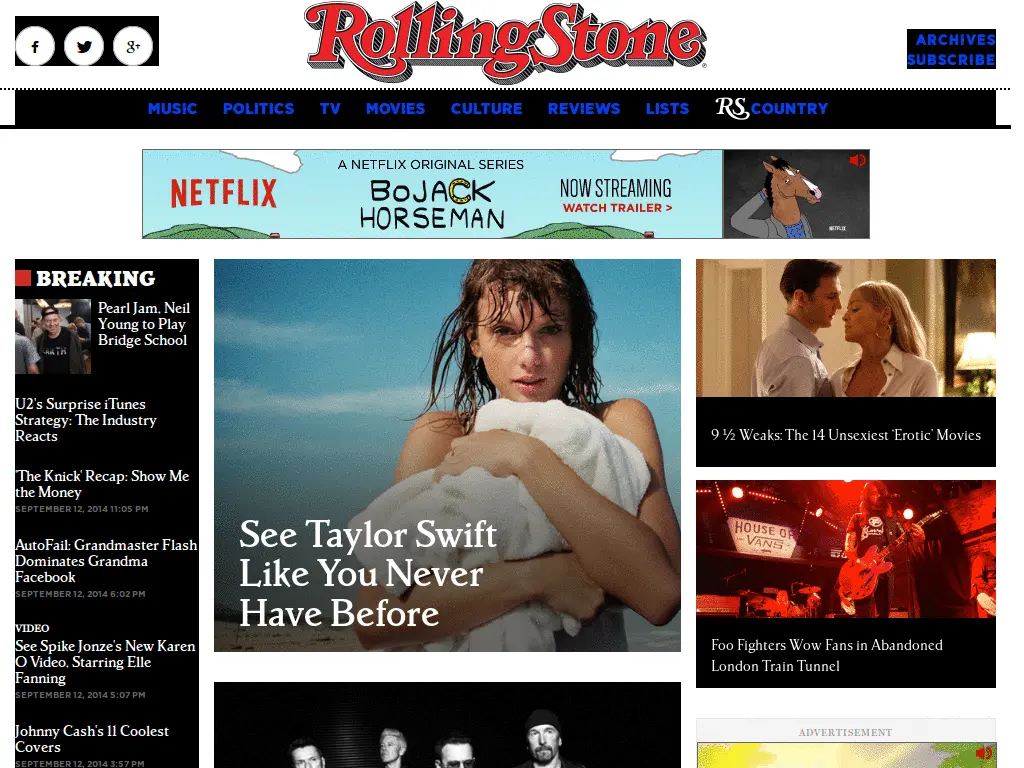 f
g+
RollingStone
ARCHIVES
SUBSCRIBE
MUSIC POLITICS TV MOVIES CULTURE REVIEWS LISTS RS COUNTRY
NETFLIX
A NETFLIX ORIGINAL SERIES
BOJACK
HORSEMAN
NOW STREAMING
WATCH TRAILER >
NETFLIX
BREAKING
Pearl Jam, Neil
Young to Play
Bridge School
EARTH
U2's Surprise iTunes
Strategy: The Industry
Reacts
'The Knick' Recap: Show Me
the Money
SEPTEMBER 12, 2014 11:05 PM
AutoFail: Grandmaster Flash
Dominates Grandma
Facebook
SEPTEMBER 12, 2014 6:02 PM
VIDEO
See Spike Jonze's New Karen
O Video, Starring Elle
Fanning
SEPTEMBER 12, 2014 5:07 PM
Johnny Cash's 11 Coolest
Covers
SEPTEMBER 12, 2014 3:57 PM
See Taylor Swift
Like You Never
Have Before
9 ½ Weaks: The 14 Unsexiest 'Erotic' Movies
HOUSE OF
VANS
Foo Fighters Wow Fans in Abandoned
London Train Tunnel
ADVERTISEMENT